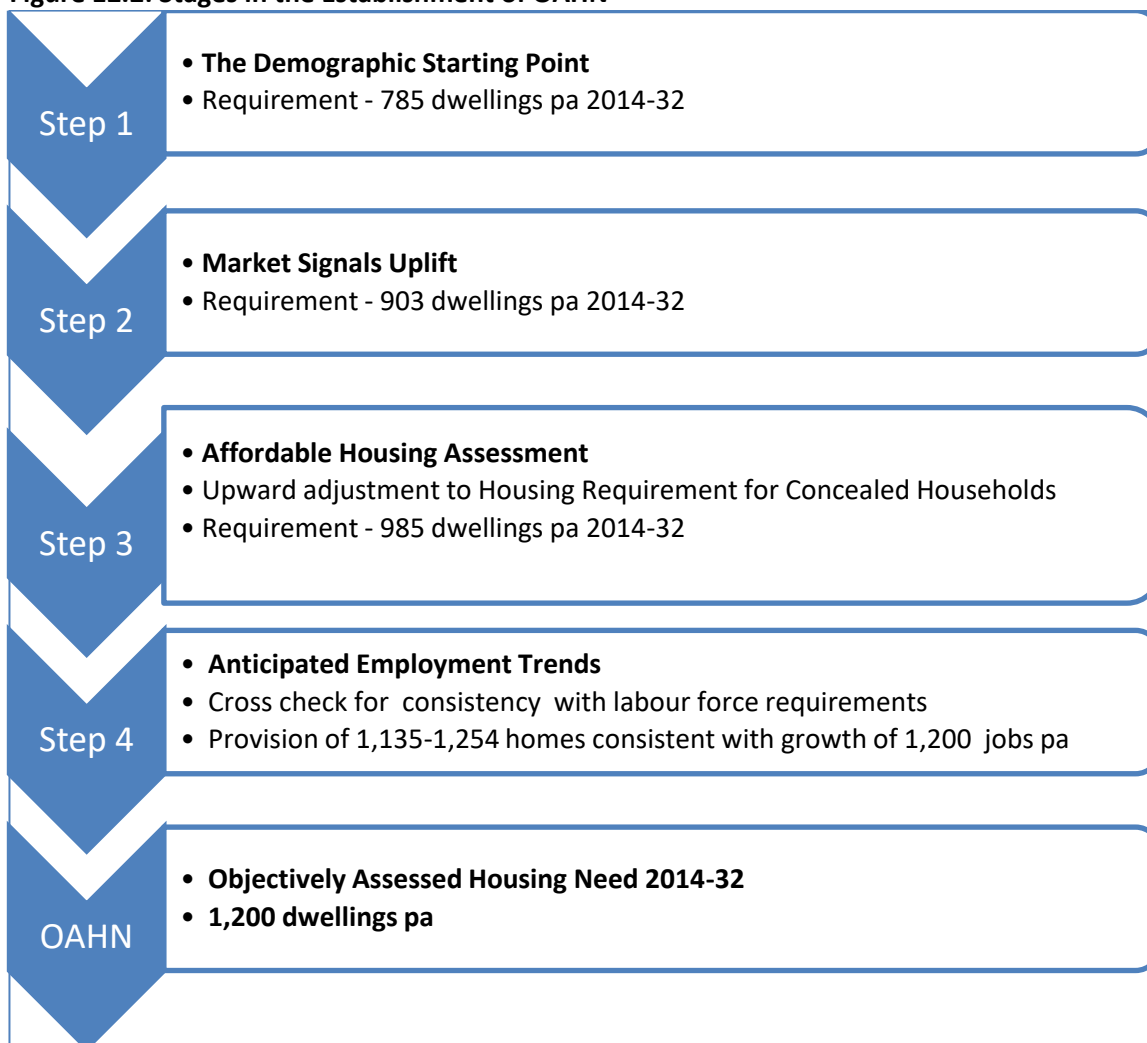 Step 1
• The Demographic Starting Point
• Requirement - 785 dwellings pa 2014-32
Step 2
• Market Signals Uplift
• Requirement - 903 dwellings pa 2014-32
Step 3
• Affordable Housing Assessment
• Upward adjustment to Housing Requirement for Concealed Households
• Requirement - 985 dwellings pa 2014-32
Step 4
• Anticipated Employment Trends
• Cross check for consistency with labour force requirements
• Provision of 1,135-1,254 homes consistent with growth of 1,200 jobs pa
OAHN
• Objectively Assessed Housing Need 2014-32
• 1,200 dwellings pa